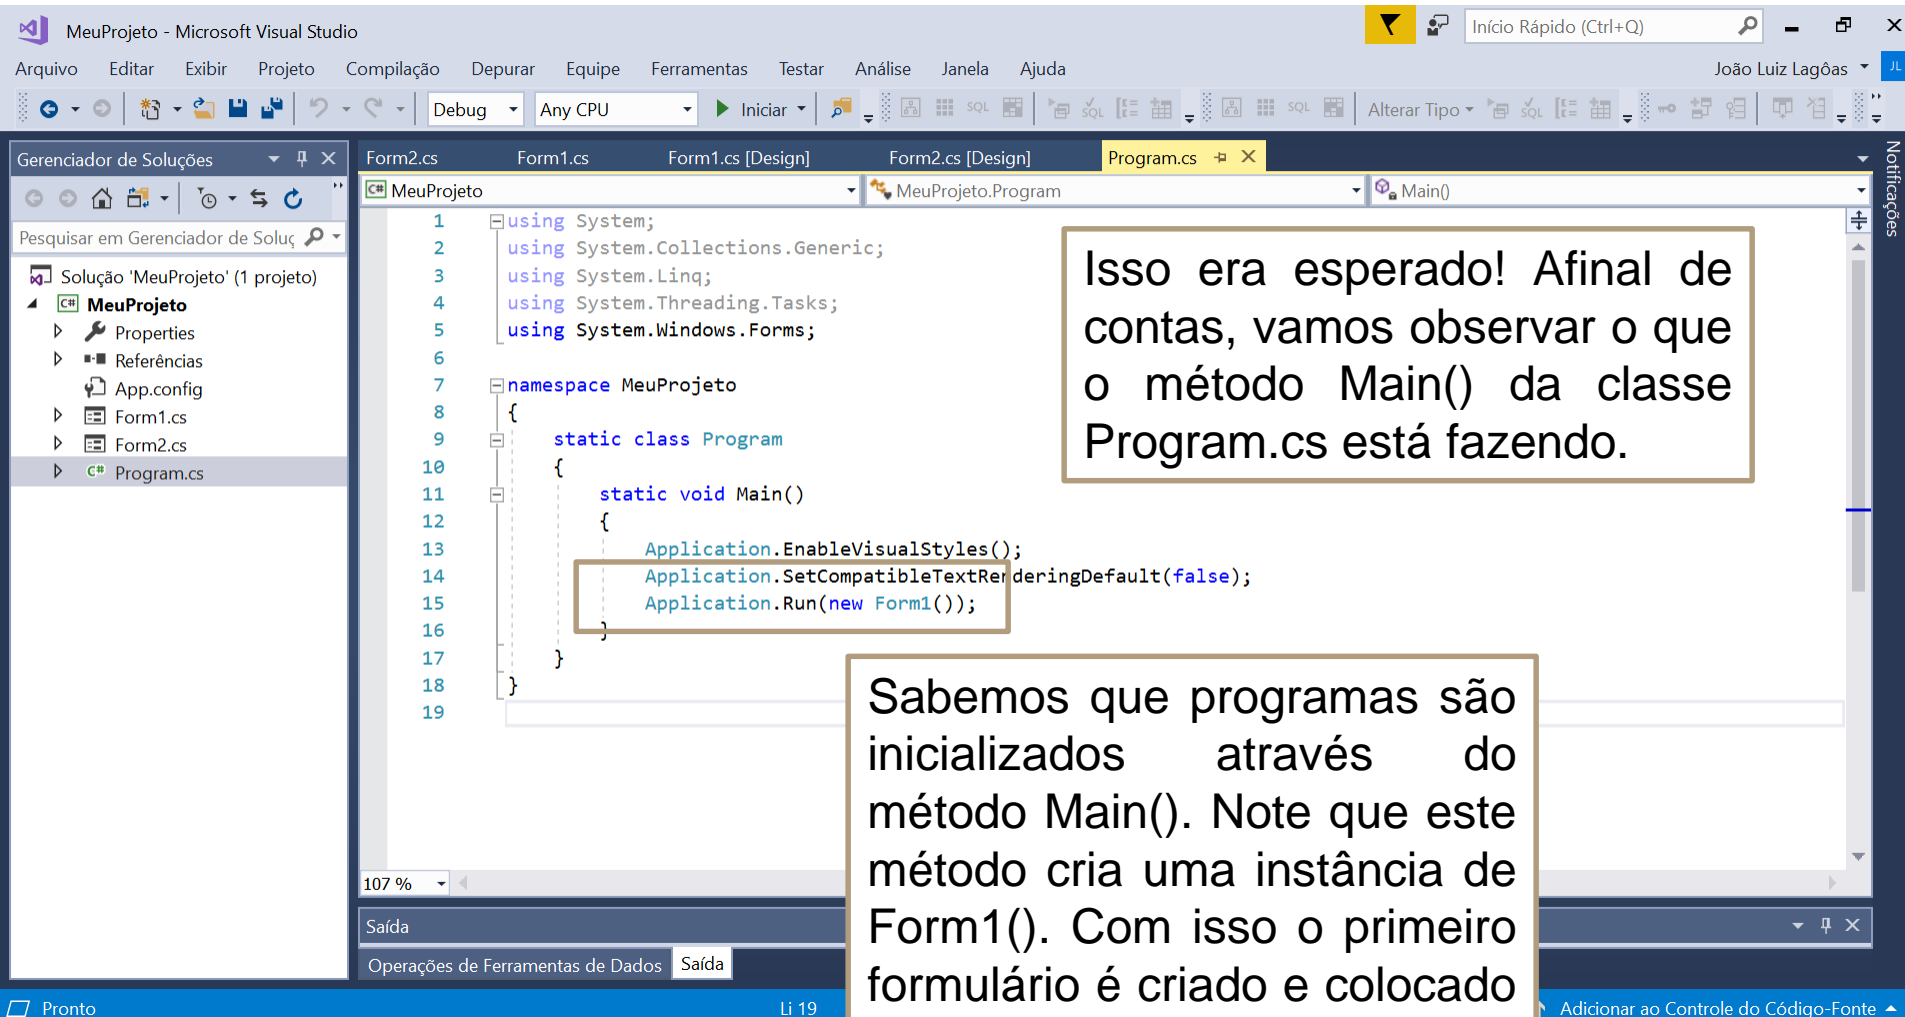 MeuProjeto - Microsoft Visual Studio
Início Rápido (Ctrl+Q)
Arquivo Editar Exibir Projeto Compilação Depurar Equipe Ferramentas Testar Análise Janela Ajuda
João Luiz Lagôas JL
Debug Any CPU Iniciar SQL SQL SQL Alterar Tipo SQL
Gerenciador de Soluções
Pesquisar em Gerenciador de Soluç
Solução 'MeuProjeto' (1 projeto)
C# MeuProjeto
Properties
Referências
App.config
Form1.cs
Form2.cs
C# Program.cs
Form2.cs Form1.cs Form1.cs [Design] Form2.cs [Design] Program.cs
C# MeuProjeto MeuProjeto.Program Main()
1 using System;
2 using System.Collections.Generic;
3 using System.Linq;
4 using System.Threading.Tasks;
5 using System.Windows.Forms;
6
7 namespace MeuProjeto
8 {
9 static class Program
10 {
11 static void Main()
12 {
13 Application.EnableVisualStyles();
14 Application.SetCompatibleTextRenderingDefault(false);
15 Application.Run(new Form1());
16 }
17 }
18 }
19
Isso era esperado! Afinal de
contas, vamos observar o que
o método Main() da classe
Program.cs está fazendo.
Sabemos que programas são
inicializados através do
método Main(). Note que este
método cria uma instância de
Form1(). Com isso o primeiro
formulário é criado e colocado
107 %
Saída
Operações de Ferramentas de Dados Saída
Pronto
Li 19
Adicionar ao Controle do Código-Fonte
Notificações